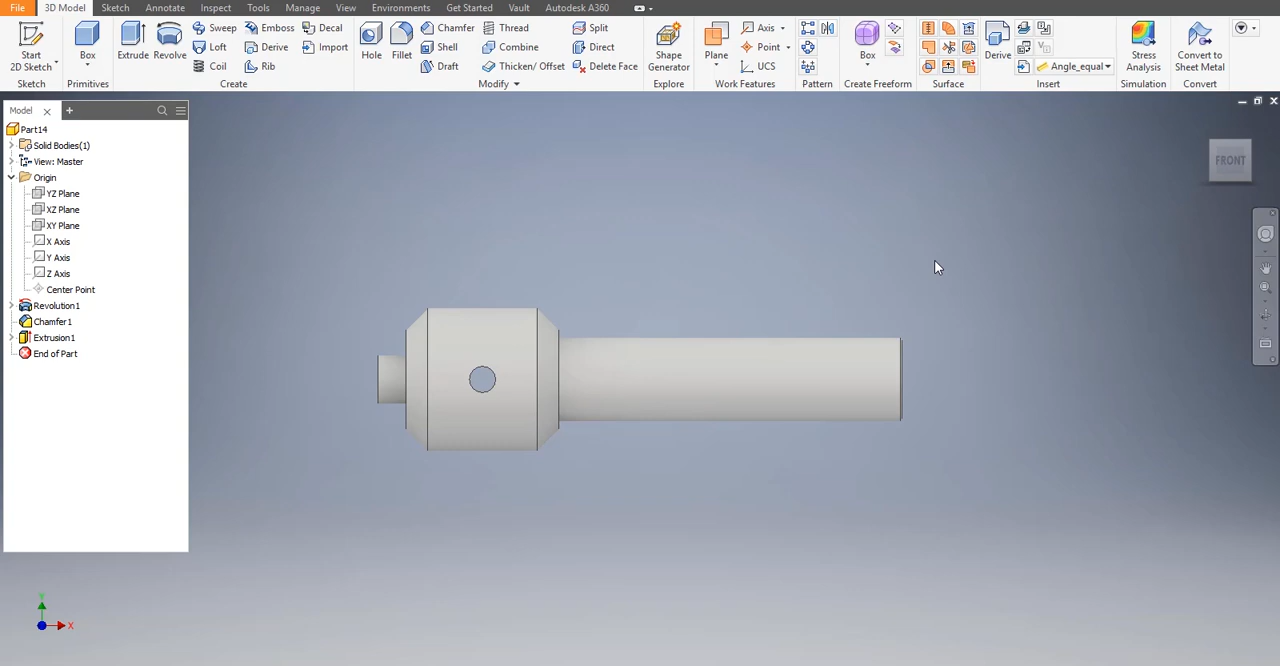 File 3D Model Sketch Annotate Inspect Tools Manage View Environments Get Started Vault Autodesk A360
Start
2D Sketch
Box
Extrude
Revolve
Sweep
Loft
Coil
Emboss
Derive
Rib
Decal
Import
Hole
Fillet
Chamfer
Shell
Draft
Thread
Combine
Thicken/ Offset
Split
Direct
Delete Face
Shape
Generator
Plane
Axis
Point
UCS
Box
Derive
Angle_equal
Stress
Analysis
Convert to
Sheet Metal
Sketch Primitives Create Modify Explore Work Features Pattern Create Freeform Surface Insert Simulation Convert
Model
Part14
Solid Bodies(1)
View: Master
Origin
YZ Plane
XZ Plane
XY Plane
X Axis
Y Axis
Z Axis
Center Point
Revolution1
Chamfer1
Extrusion1
End of Part
FRONT
Y
X